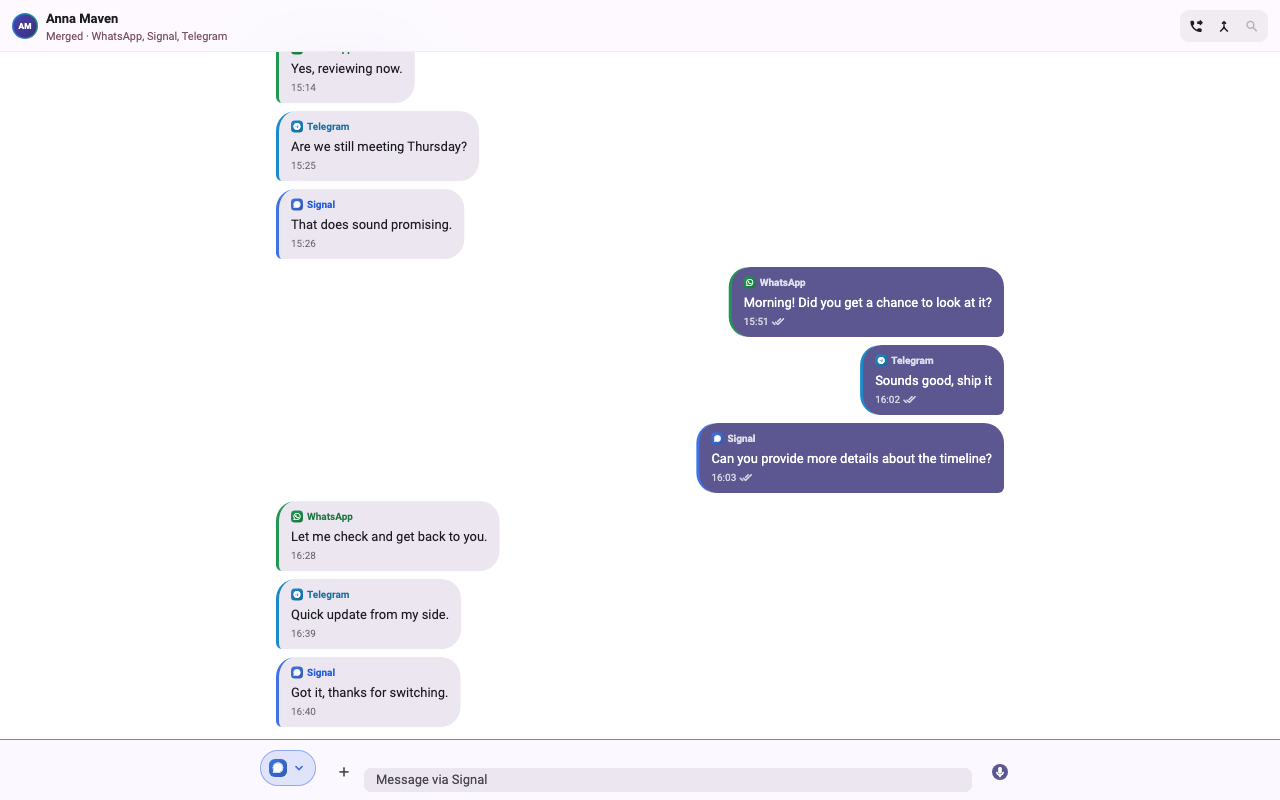 AM
Anna Maven
Merged · WhatsApp, Signal, Telegram
Yes, reviewing now.
15:14
Telegram
Are we still meeting Thursday?
15:25
Signal
That does sound promising.
15:26
WhatsApp
Morning! Did you get a chance to look at it?
15:51
Telegram
Sounds good, ship it
16:02
Signal
Can you provide more details about the timeline?
16:03
WhatsApp
Let me check and get back to you.
16:28
Telegram
Quick update from my side.
16:39
Signal
Got it, thanks for switching.
16:40
Message via Signal